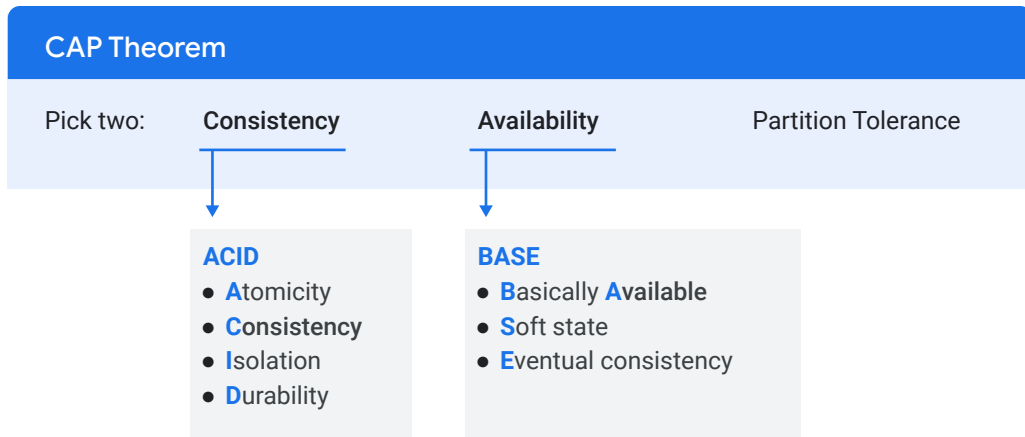 CAP Theorem
Pick two: Consistency Availability Partition Tolerance
ACID
• Atomicity
• Consistency
• Isolation
• Durability
BASE
• Basically Available
• Soft state
• Eventual consistency